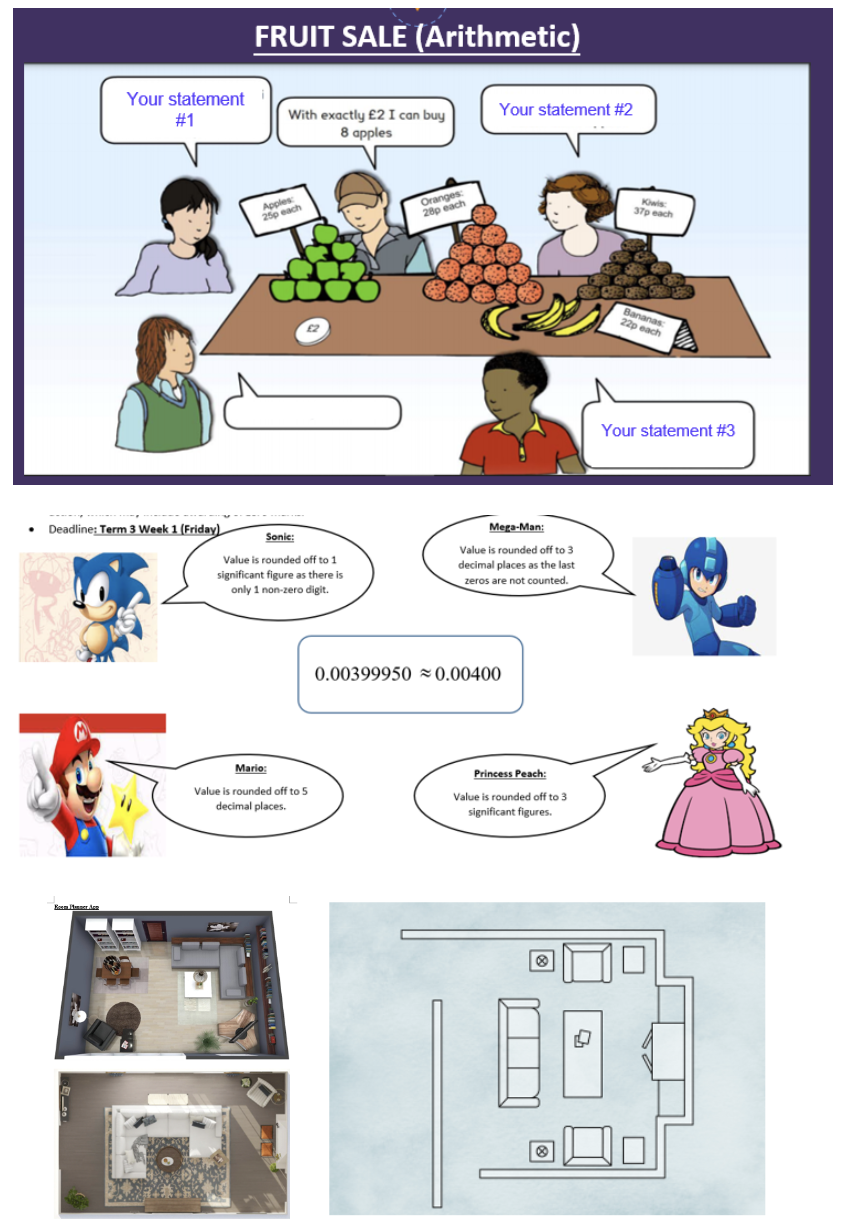 FRUIT SALE (Arithmetic)
Your statement
#1
With exactly £2 I can buy
8 apples
Your statement #2
Apples:
25p each
Oranges:
28p each
Kiwis:
37p each
£2
Bananas:
22p each
Your statement #3
• Deadline: Term 3 Week 1 (Friday)
Sonic:
Value is rounded off to 1
significant figure as there is
only 1 non-zero digit.
Mega-Man:
Value is rounded off to 3
decimal places as the last
zeros are not counted.
0.00399950 ≈ 0.00400
M
Mario:
Value is rounded off to 5
decimal places.
Princess Peach:
Value is rounded off to 3
significant figures.
Room Planner App